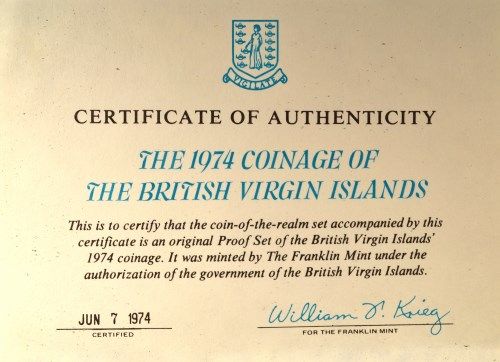 VIGILATE
CERTIFICATE OF AUTHENTICITY
THE 1974 COINAGE OF
THE BRITISH VIRGIN ISLANDS
This is to certify that the coin-of-the-realm set accompanied by this
certificate is an original Proof Set of the British Virgin Islands'
1974 coinage. It was minted by The Franklin Mint under the
authorization of the government of the British Virgin Islands.
JUN 7 1974
CERTIFIED
William T. Krieg
FOR THE FRANKLIN MINT